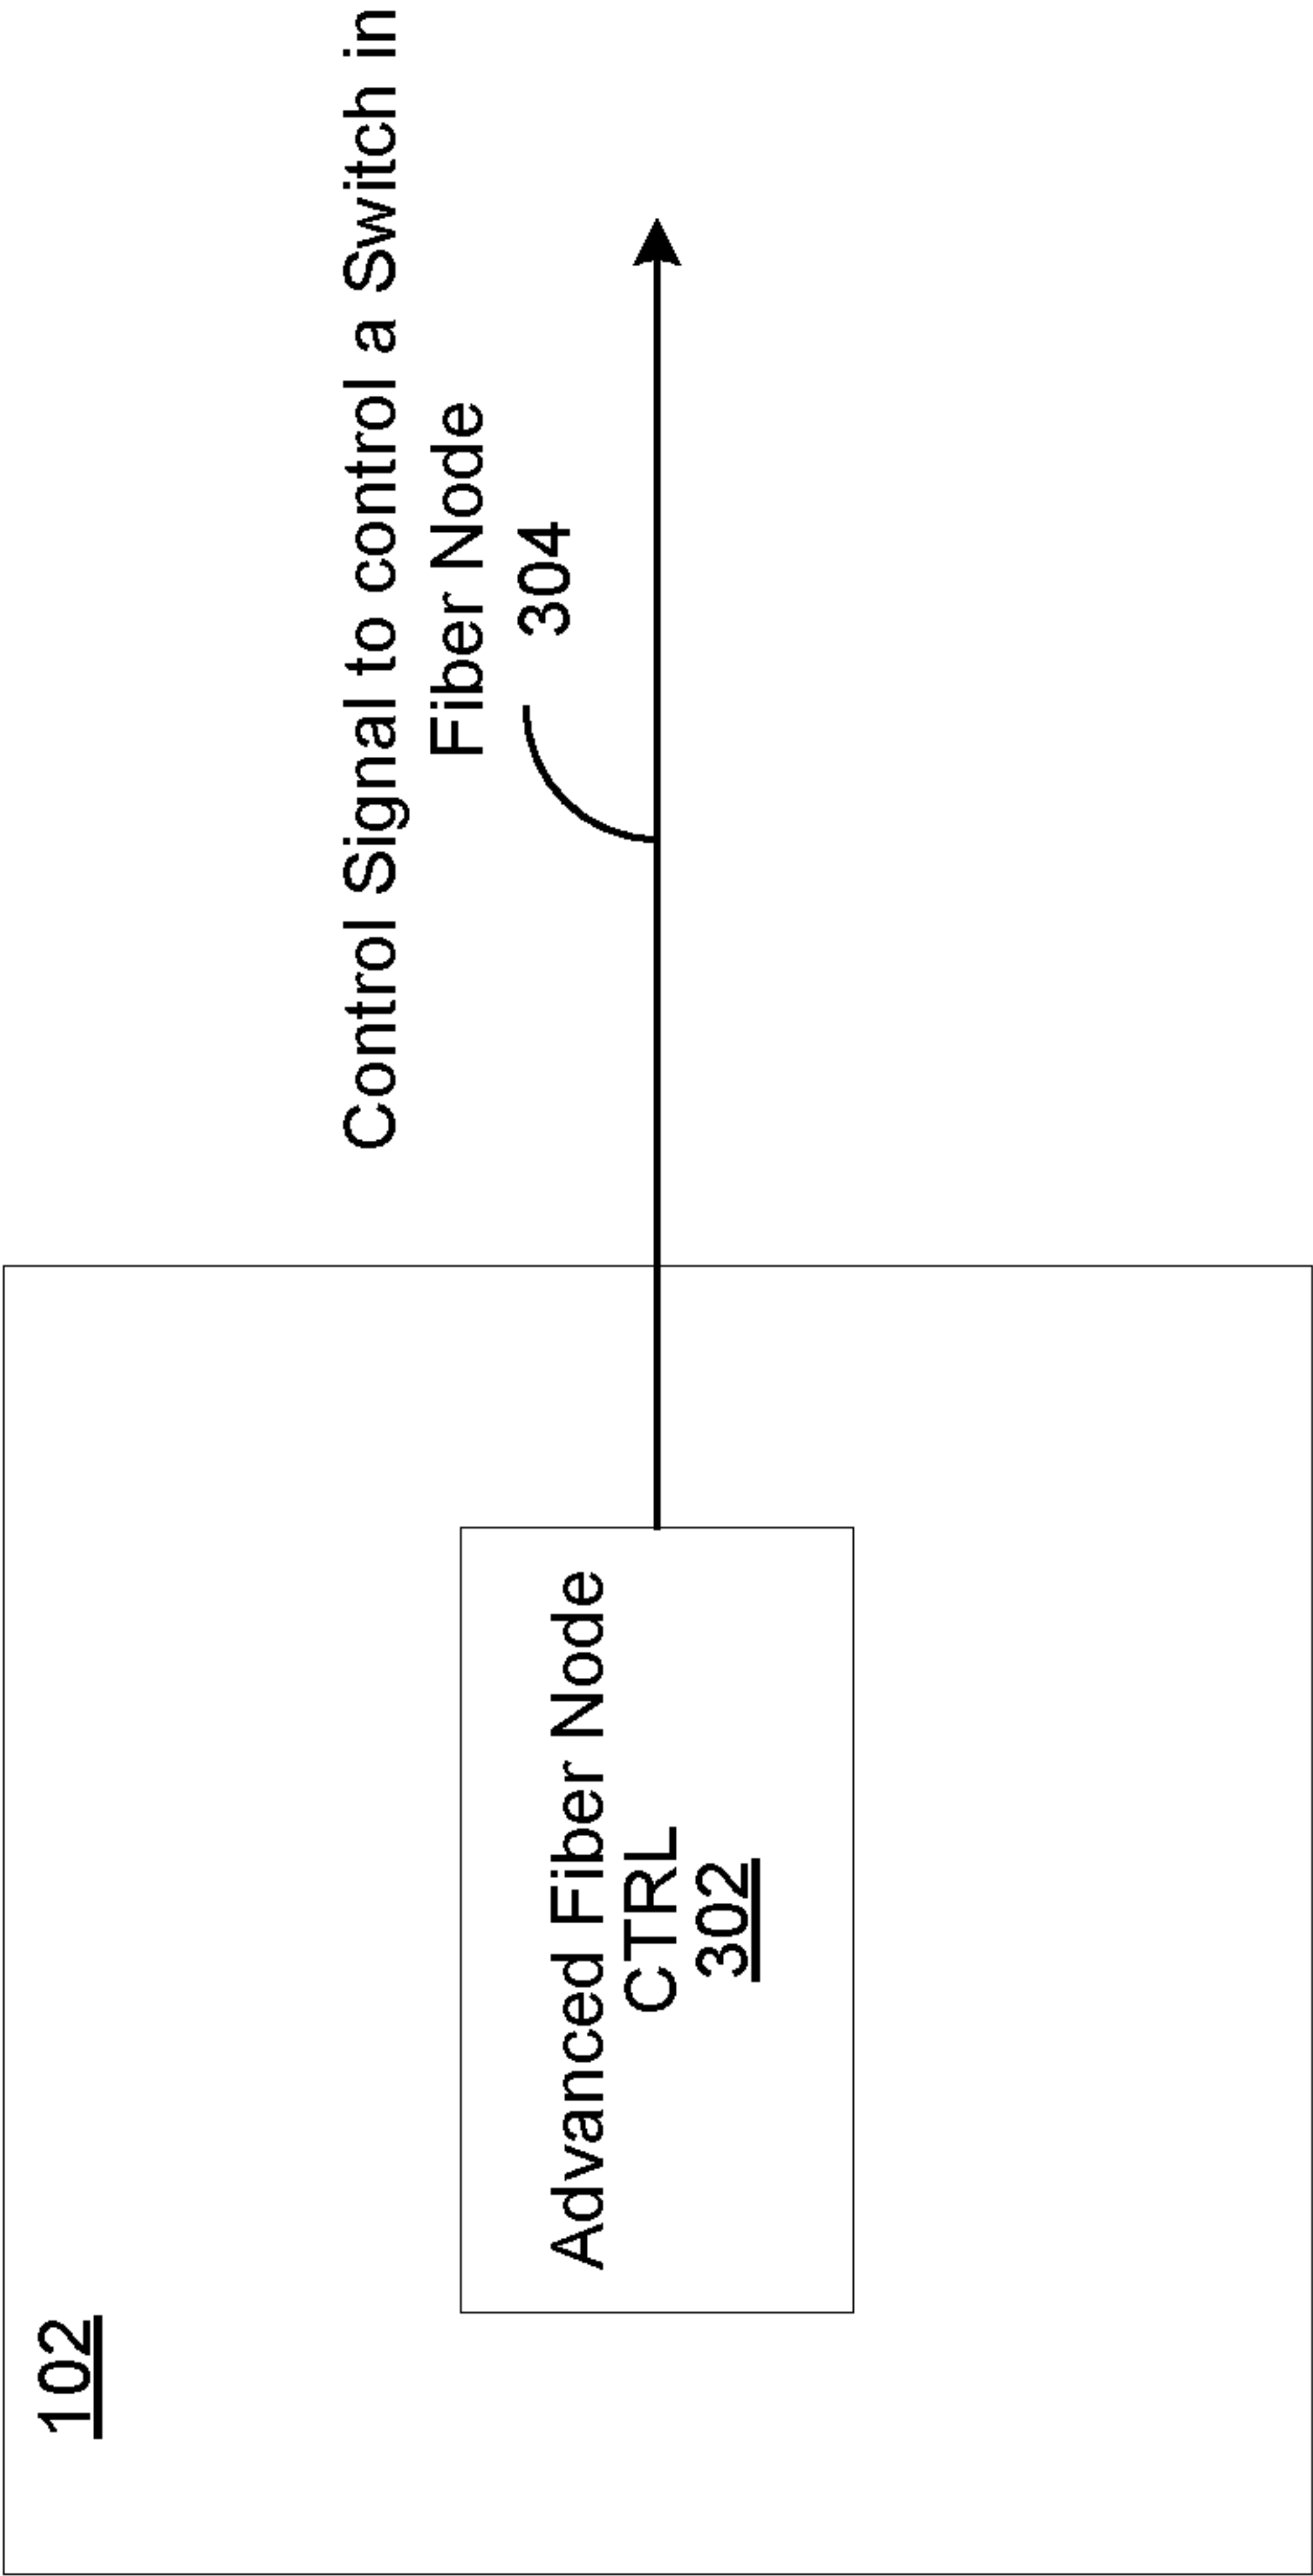 102
Advanced Fiber Node
CTRL
302
Control Signal to control a Switch in
Fiber Node
304